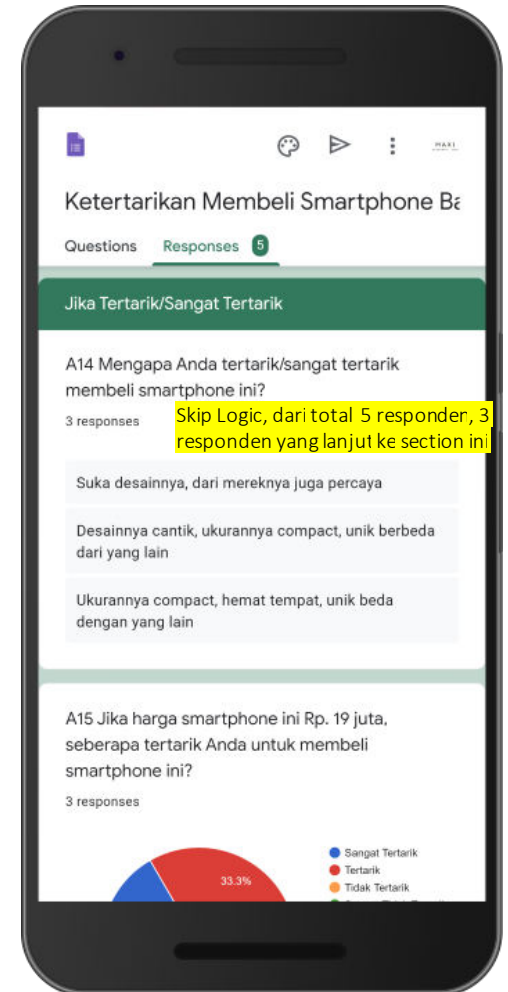 MAXI
Ketertarikan Membeli Smartphone Ba
Questions Responses 5
Jika Tertarik/Sangat Tertarik
A14 Mengapa Anda tertarik/sangat tertarik
membeli smartphone ini?
3 responses
Skip Logic, dari total 5 responden, 3
responden yang lanjut ke section ini
Suka desainnya, dari mereknya juga percaya
Desainnya cantik, ukurannya compact, unik berbeda
dari yang lain
Ukurannya compact, hemat tempat, unik beda
dengan yang lain
A15 Jika harga smartphone ini Rp. 19 juta,
seberapa tertarik Anda untuk membeli
smartphone ini?
3 responses
33.3%
Sangat Tertarik
Tertarik
Tidak Tertarik